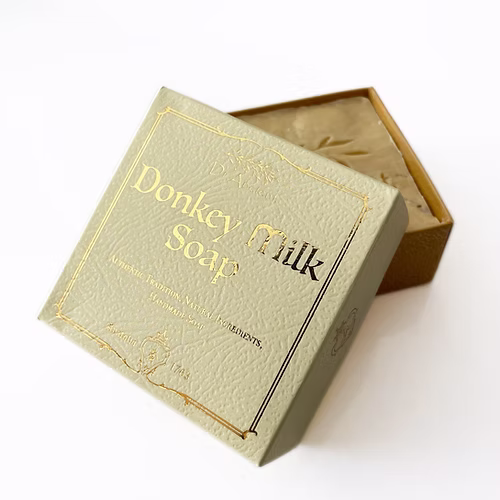 Donkey Milk
Soap
Authentic Tradition, Natural Ingredients,
Handmade Soap